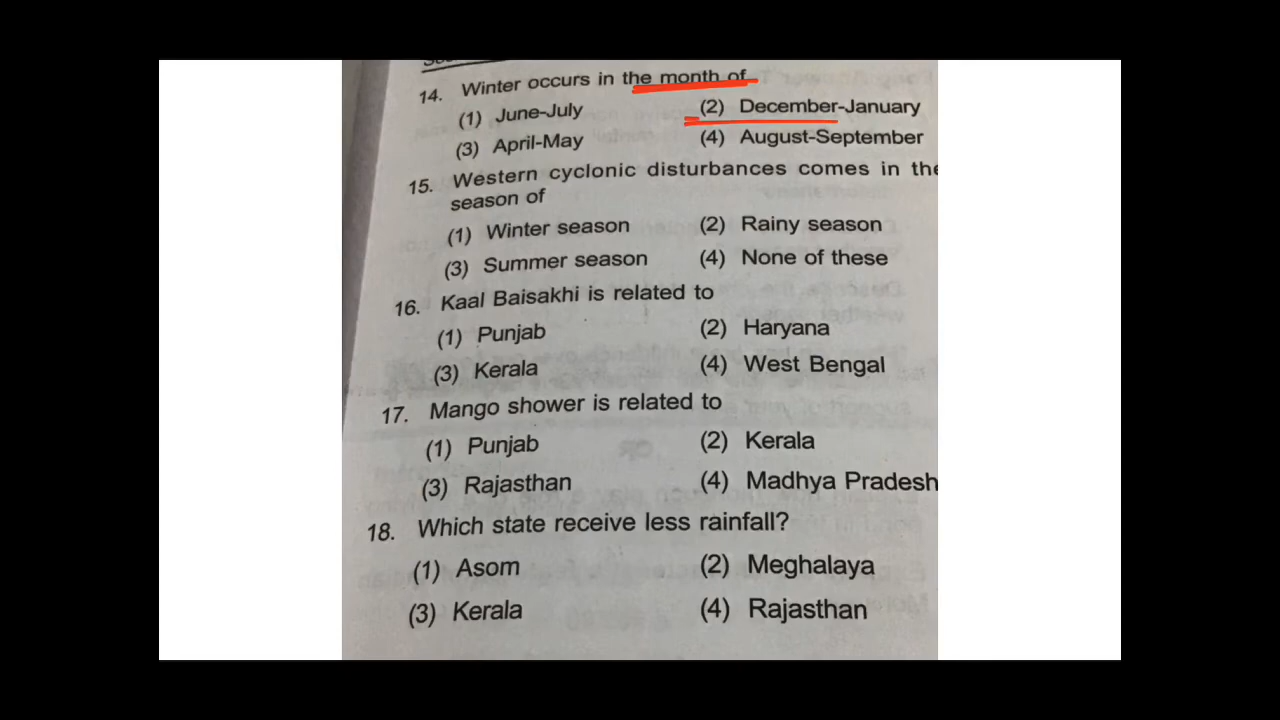 14. Winter occurs in the month of
(1) June-July (2) December-January
(3) April-May (4) August-September
15. Western cyclonic disturbances comes in the
season of
(1) Winter season (2) Rainy season
(3) Summer season (4) None of these
16. Kaal Baisakhi is related to
(1) Punjab (2) Haryana
(3) Kerala (4) West Bengal
17. Mango shower is related to
(1) Punjab (2) Kerala
(3) Rajasthan (4) Madhya Pradesh
18. Which state receive less rainfall?
(1) Asom (2) Meghalaya
(3) Kerala (4) Rajasthan